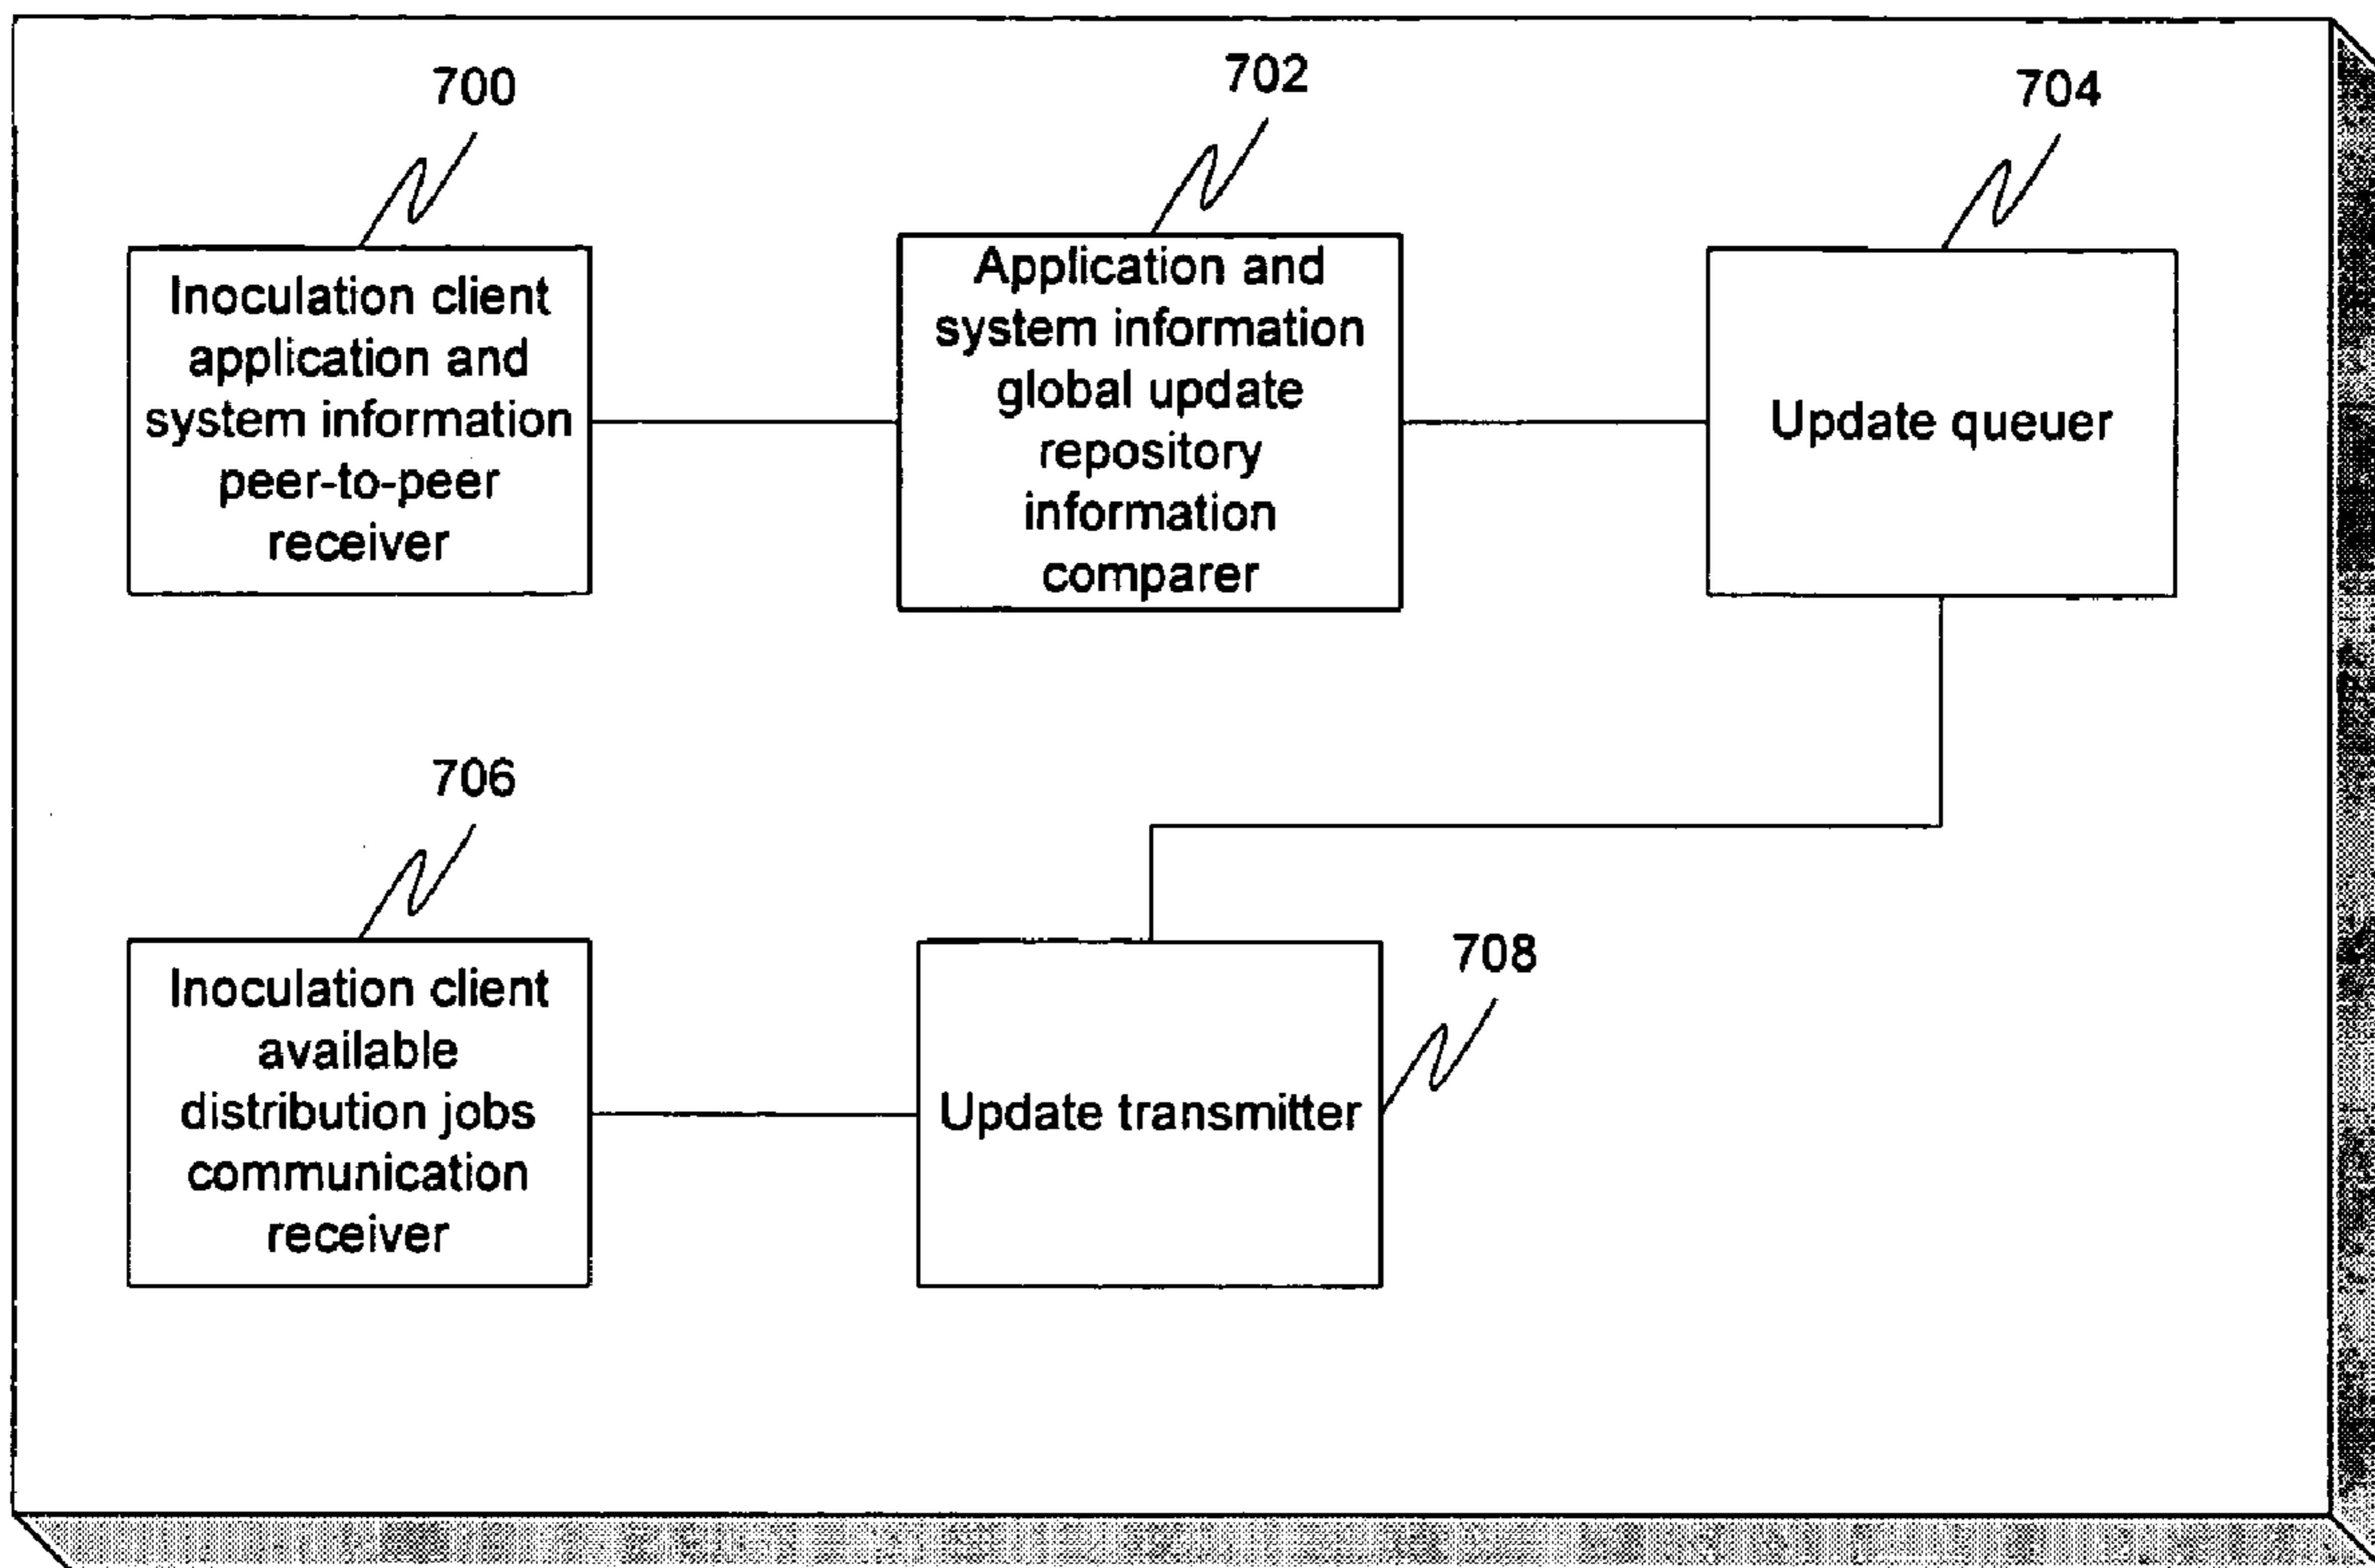 700
Inoculation client
application and
system information
peer-to-peer
receiver
702
Application and
system information
global update
repository
information
comparer
704
Update queuer
706
Inoculation client
available
distribution jobs
communication
receiver
708
Update transmitter